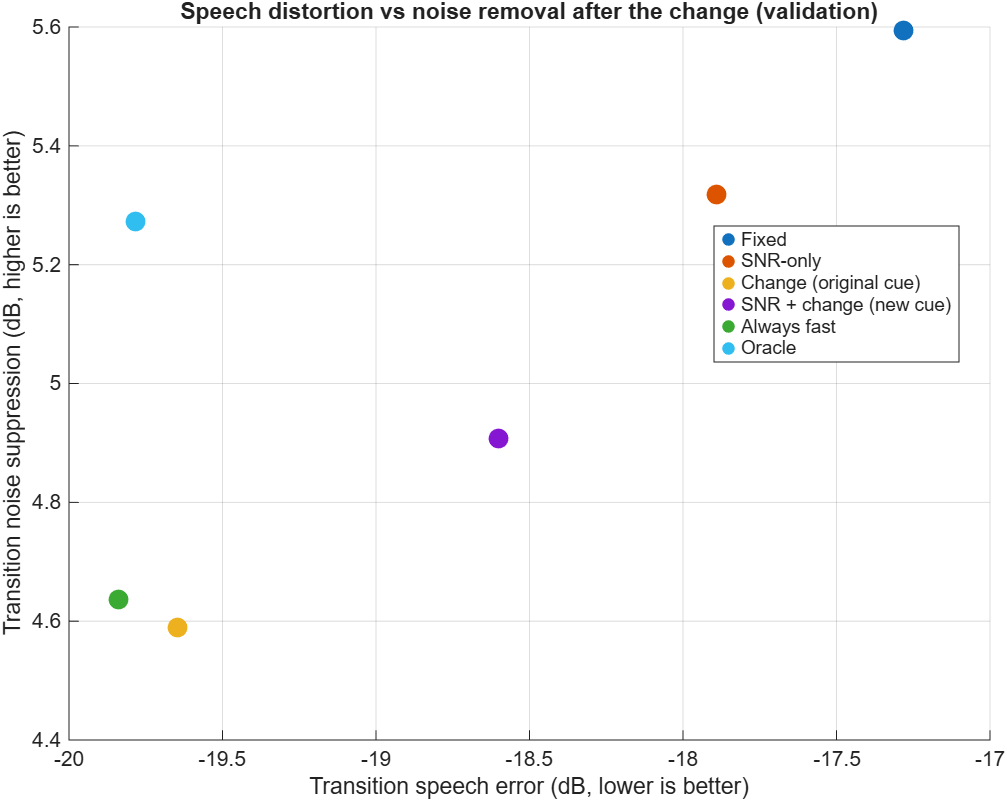 Speech distortion vs noise removal after the change (validation)
Transition noise suppression (dB, higher is better)
5.6
5.4
5.2
5
4.8
4.6
4.4
Fixed
SNR-only
Change (original cue)
SNR + change (new cue)
Always fast
Oracle
-20
-19.5
-19
-18.5
-18
-17.5
-17
Transition speech error (dB, lower is better)